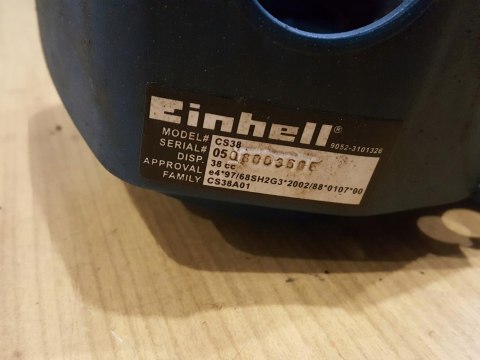 Einhell®
9052-3101326
MODEL# CS38
SERIAL#
DISP. 38 cc
APPROVAL e4*97/68SH2G3*2002/88*0107*00
FAMILY CS38A01